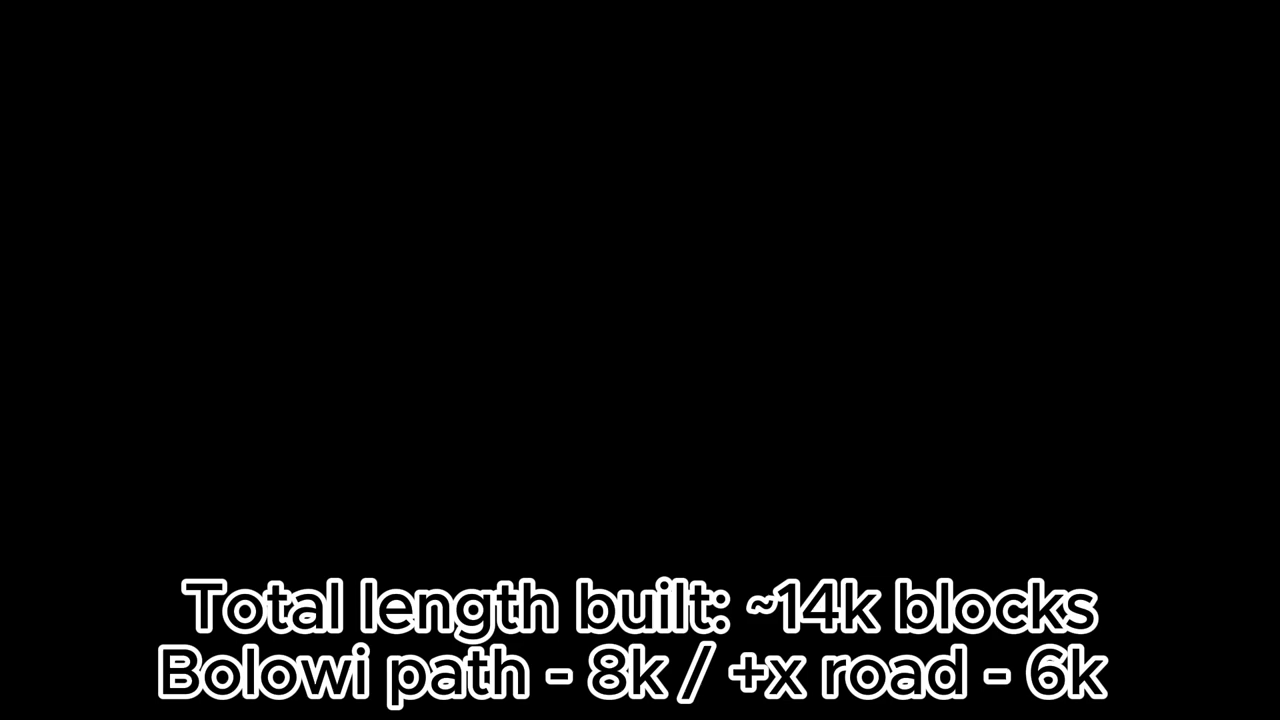 Total length built: ~14k blocks
Bolowi path - 8k / +x road - 6k